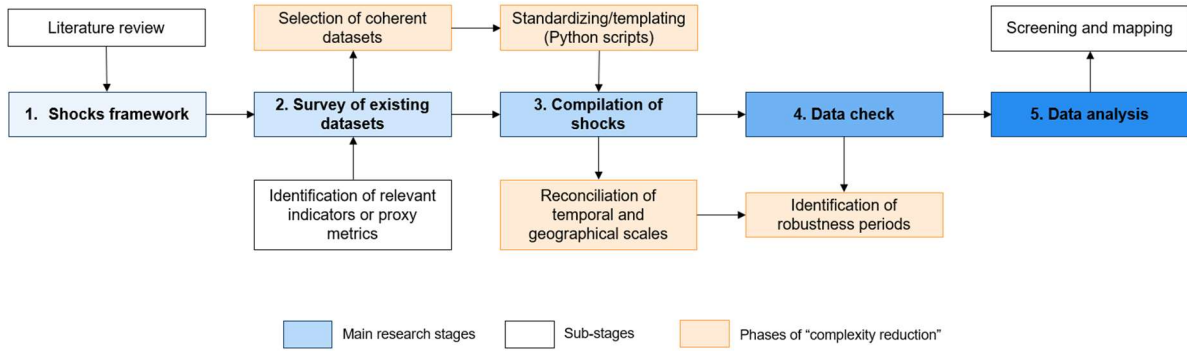 Literature review
Selection of coherent
datasets
Standardizing/templating
(Python scripts)
Screening and mapping
1. Shocks framework
2. Survey of existing
datasets
3. Compilation of
shocks
4. Data check
5. Data analysis
Identification of relevant
indicators or proxy
metrics
Reconciliation of
temporal and
geographical scales
Identification of
robustness periods
Main research stages
Sub-stages
Phases of “complexity reduction”